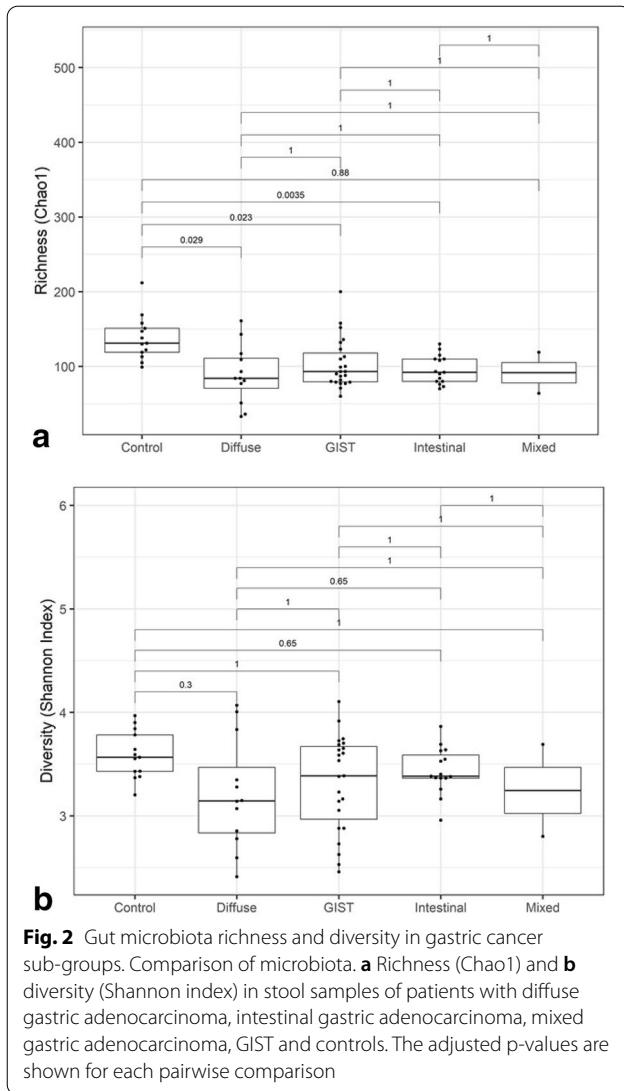 1
500
1
1
1
400
1
1
0.88
300
0.0035
0.023
0.029
200
100
Richness (Chao1)
a
Control Diffuse GIST Intestinal Mixed
6
1
1
1
1
0.65
5
1
1
0.65
1
0.3
4
3
Diversity (Shannon Index)
b
Control Diffuse GIST Intestinal Mixed
Fig. 2 Gut microbiota richness and diversity in gastric cancer
sub-groups. Comparison of microbiota. a Richness (Chao1) and b
diversity (Shannon index) in stool samples of patients with diffuse
gastric adenocarcinoma, intestinal gastric adenocarcinoma, mixed
gastric adenocarcinoma, GIST and controls. The adjusted p-values are
shown for each pairwise comparison